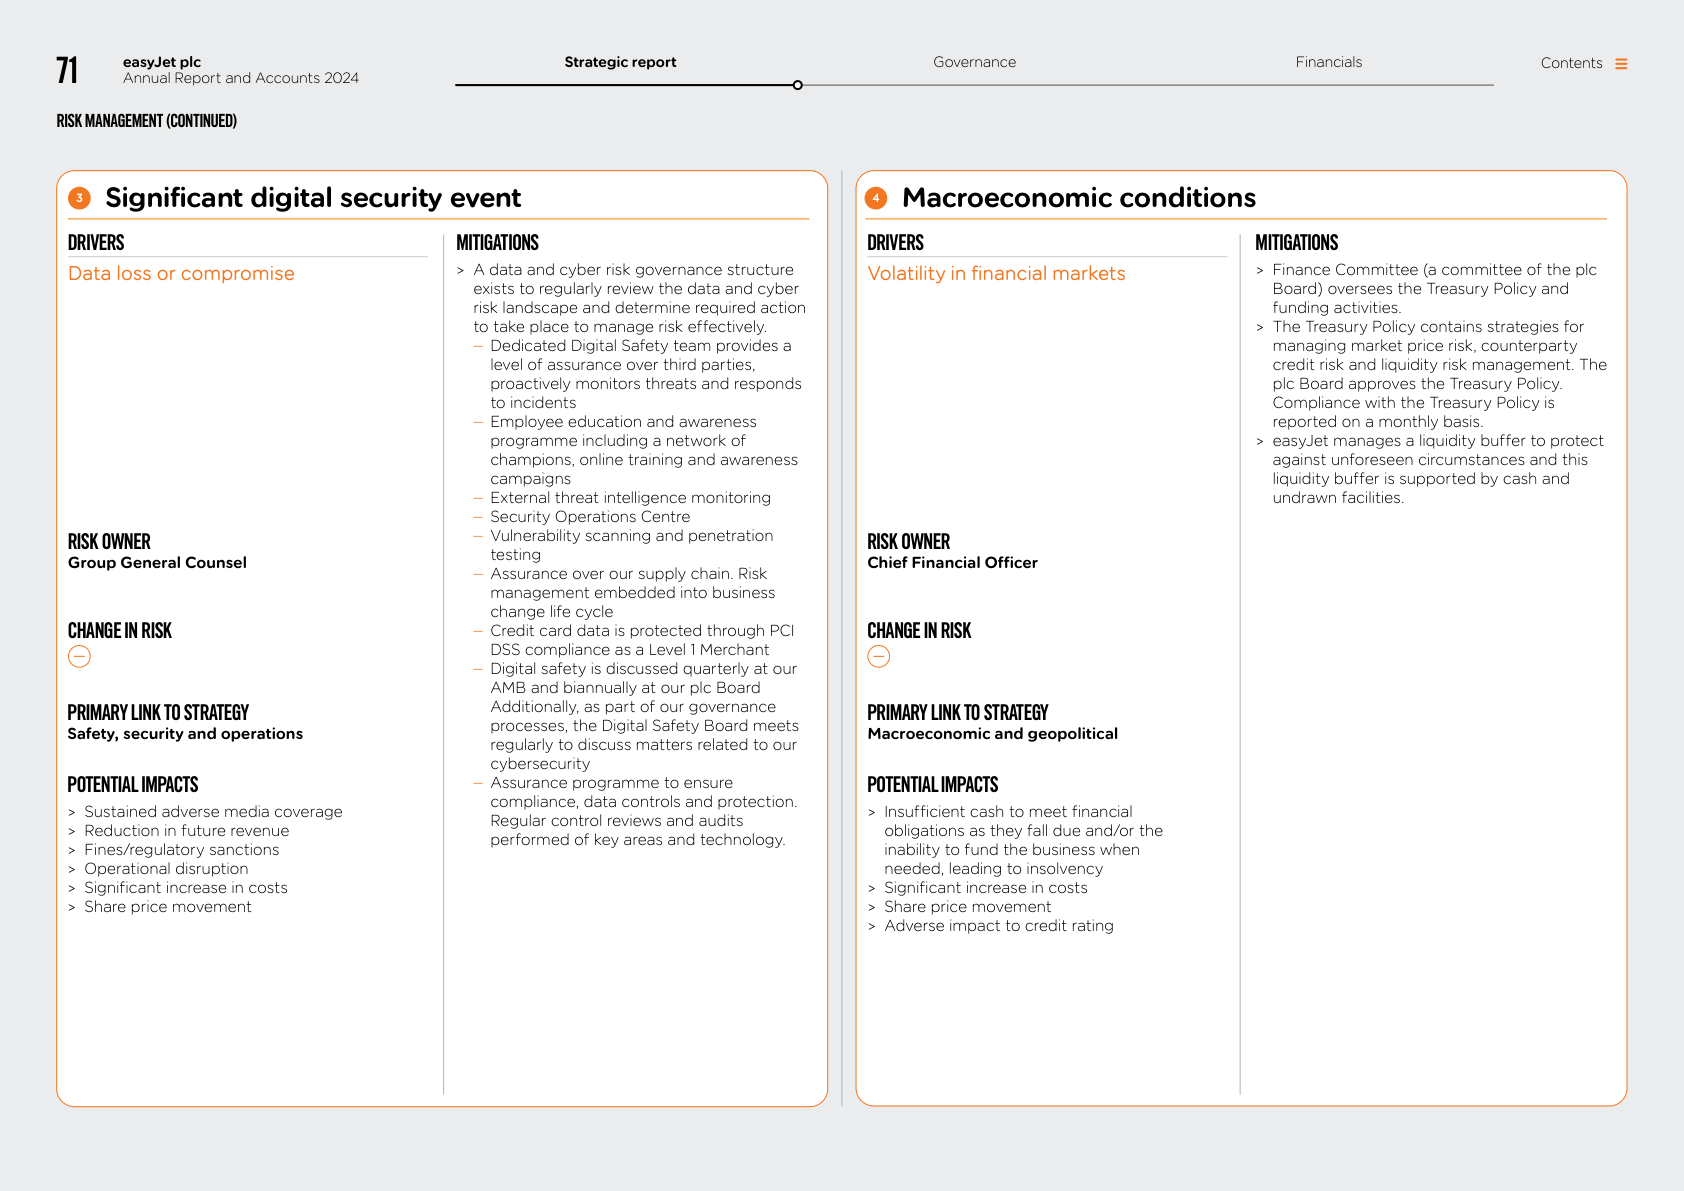 71
easyJet plc
Annual Report and Accounts 2024
Strategic report
Governance
Financials
Contents
RISK MANAGEMENT (CONTINUED)
3 Significant digital security event
DRIVERS
Data loss or compromise
RISK OWNER
Group General Counsel
CHANGE IN RISK
PRIMARY LINK TO STRATEGY
Safety, security and operations
POTENTIAL IMPACTS
> Sustained adverse media coverage
> Reduction in future revenue
> Fines/regulatory sanctions
> Operational disruption
> Significant increase in costs
> Share price movement
MITIGATIONS
> A data and cyber risk governance structure
exists to regularly review the data and cyber
risk landscape and determine required action
to take place to manage risk effectively.
– Dedicated Digital Safety team provides a
level of assurance over third parties,
proactively monitors threats and responds
to incidents
– Employee education and awareness
programme including a network of
champions, online training and awareness
campaigns
– External threat intelligence monitoring
– Security Operations Centre
– Vulnerability scanning and penetration
testing
– Assurance over our supply chain. Risk
management embedded into business
change life cycle
– Credit card data is protected through PCI
DSS compliance as a Level 1 Merchant
– Digital safety is discussed quarterly at our
AMB and biannually at our plc Board
Additionally, as part of our governance
processes, the Digital Safety Board meets
regularly to discuss matters related to our
cybersecurity
– Assurance programme to ensure
compliance, data controls and protection.
Regular control reviews and audits
performed of key areas and technology.
4 Macroeconomic conditions
DRIVERS
Volatility in financial markets
RISK OWNER
Chief Financial Officer
CHANGE IN RISK
PRIMARY LINK TO STRATEGY
Macroeconomic and geopolitical
POTENTIAL IMPACTS
> Insufficient cash to meet financial
obligations as they fall due and/or the
inability to fund the business when
needed, leading to insolvency
> Significant increase in costs
> Share price movement
> Adverse impact to credit rating
MITIGATIONS
> Finance Committee (a committee of the plc
Board) oversees the Treasury Policy and
funding activities.
> The Treasury Policy contains strategies for
managing market price risk, counterparty
credit risk and liquidity risk management. The
plc Board approves the Treasury Policy.
Compliance with the Treasury Policy is
reported on a monthly basis.
> easyJet manages a liquidity buffer to protect
against unforeseen circumstances and this
liquidity buffer is supported by cash and
undrawn facilities.